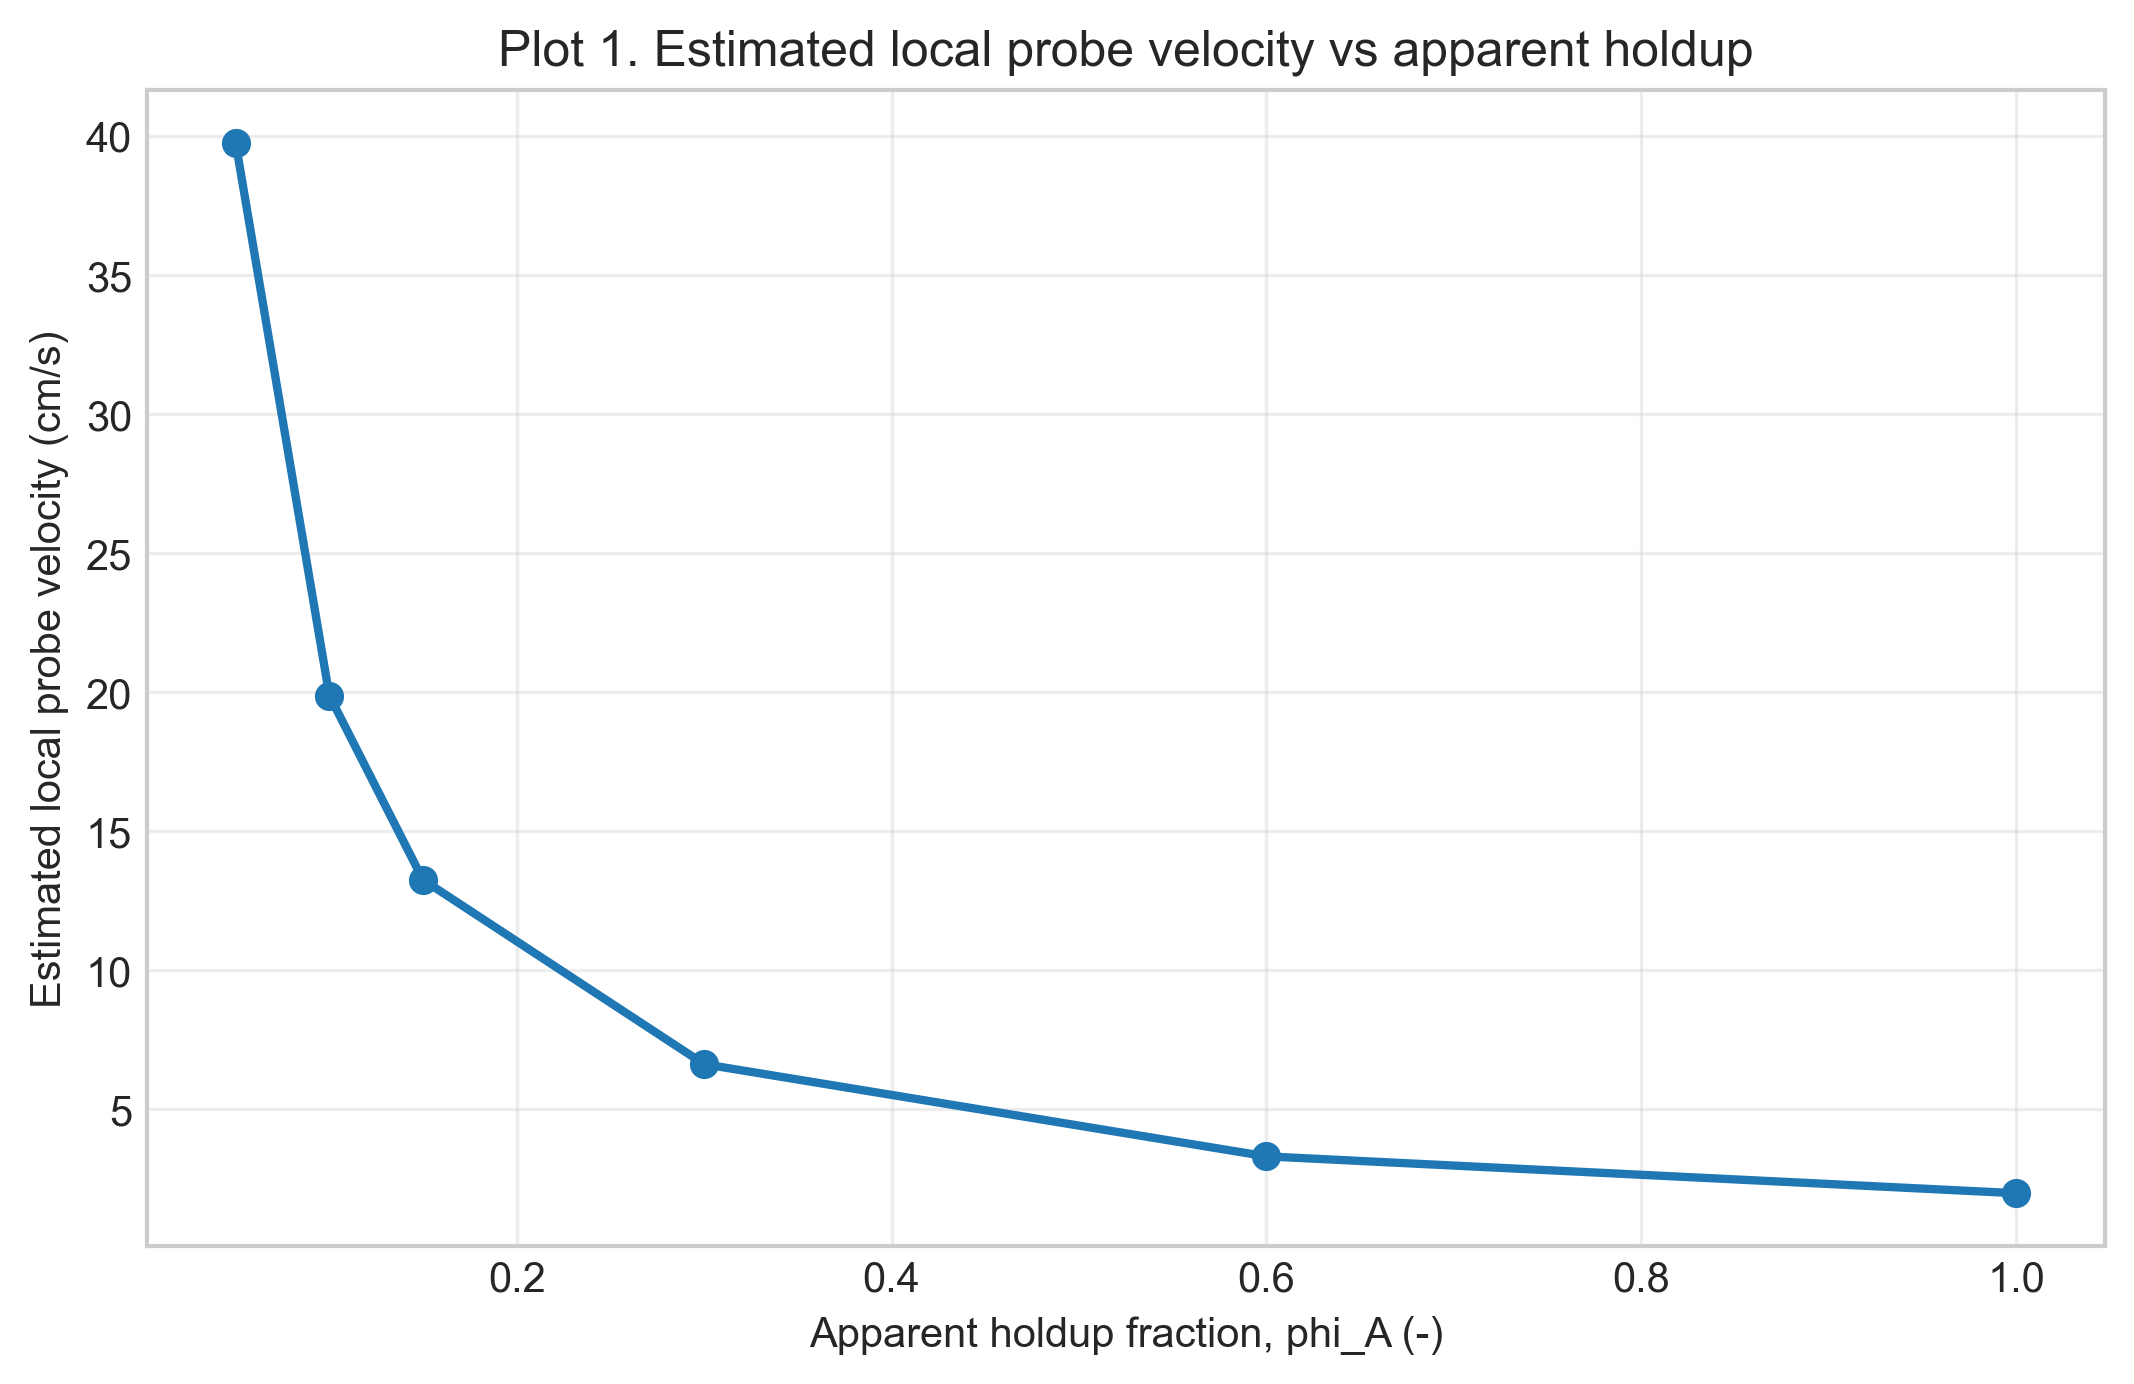 Plot 1. Estimated local probe velocity vs apparent holdup
Estimated local probe velocity (cm/s)
40
35
30
25
20
15
10
5
0.2 0.4 0.6 0.8 1.0
Apparent holdup fraction, phi_A (-)